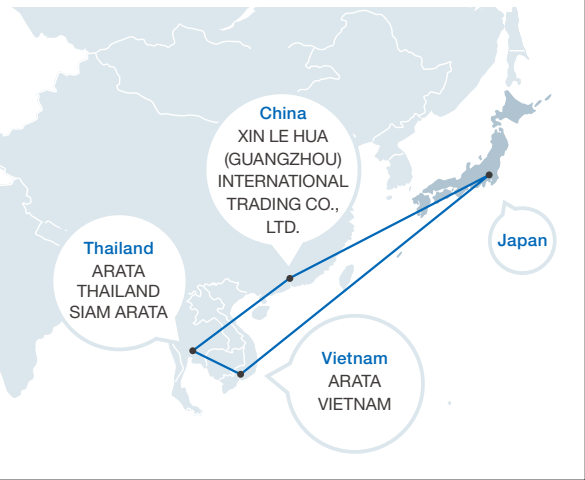 China
XIN LE HUA
(GUANGZHOU)
INTERNATIONAL
TRADING CO.,
LTD.
Japan
Thailand
ARATA
THAILAND
SIAM ARATA
Vietnam
ARATA
VIETNAM